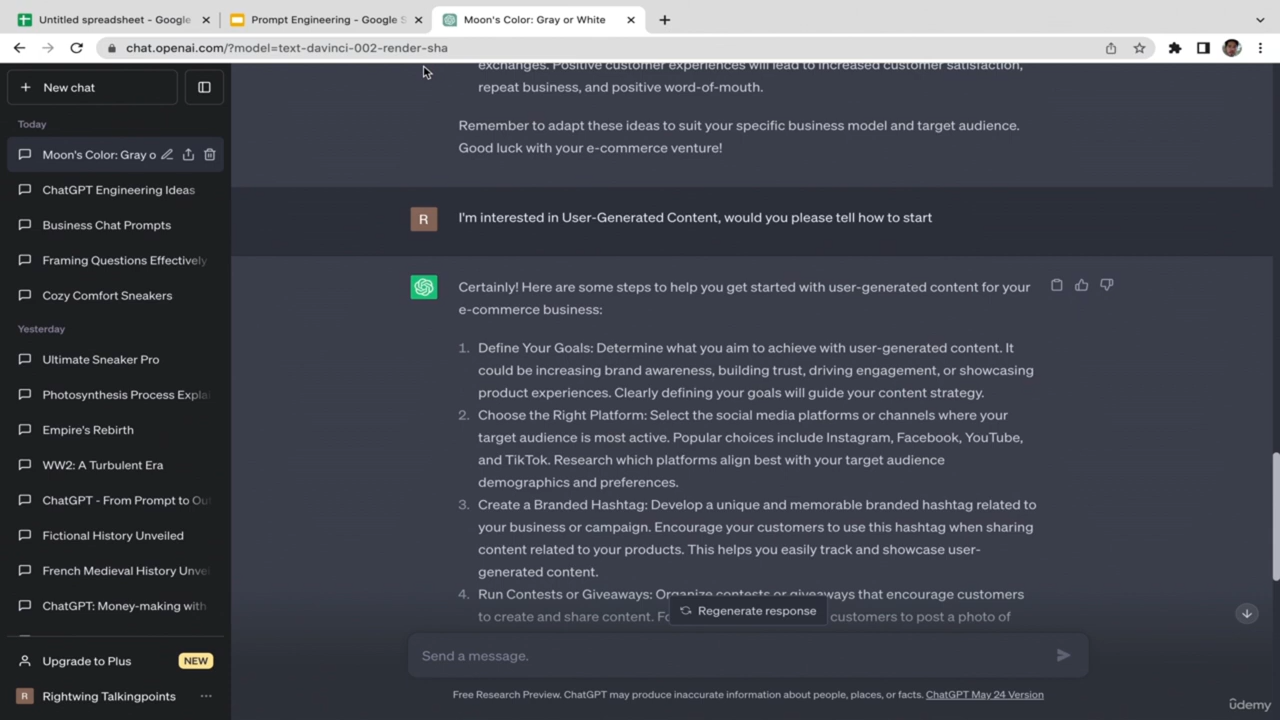 Untitled spreadsheet - Google
Prompt Engineering - Google S
Moon's Color: Gray or White
chat.openai.com/?model=text-davinci-002-render-sha
New chat
Today
Moon's Color: Gray o
ChatGPT Engineering Ideas
Business Chat Prompts
Framing Questions Effectively
Cozy Comfort Sneakers
Yesterday
Ultimate Sneaker Pro
Photosynthesis Process Expla
Empire's Rebirth
WW2: A Turbulent Era
ChatGPT - From Prompt to Ou
Fictional History Unveiled
French Medieval History Unve
ChatGPT: Money-making with
Upgrade to Plus
NEW
R
Rightwing Talkingpoints
exchanges. Positive customer experiences will lead to increased customer satisfaction,
repeat business, and positive word-of-mouth.
Remember to adapt these ideas to suit your specific business model and target audience.
Good luck with your e-commerce venture!
R
I'm interested in User-Generated Content, would you please tell how to start
Certainly! Here are some steps to help you get started with user-generated content for your
e-commerce business:
1. Define Your Goals: Determine what you aim to achieve with user-generated content. It
could be increasing brand awareness, building trust, driving engagement, or showcasing
product experiences. Clearly defining your goals will guide your content strategy.
2. Choose the Right Platform: Select the social media platforms or channels where your
target audience is most active. Popular choices include Instagram, Facebook, YouTube,
and TikTok. Research which platforms align best with your target audience
demographics and preferences.
3. Create a Branded Hashtag: Develop a unique and memorable branded hashtag related to
your business or campaign. Encourage your customers to use this hashtag when sharing
content related to your products. This helps you easily track and showcase user-
generated content.
4. Run Contests or Giveaways: Organize contests or giveaways that encourage customers
to create and share content. customers to post a photo of
Regenerate response
Send a message.
Free Research Preview. ChatGPT may produce inaccurate information about people, places, or facts. ChatGPT May 24 Version
ûdemy